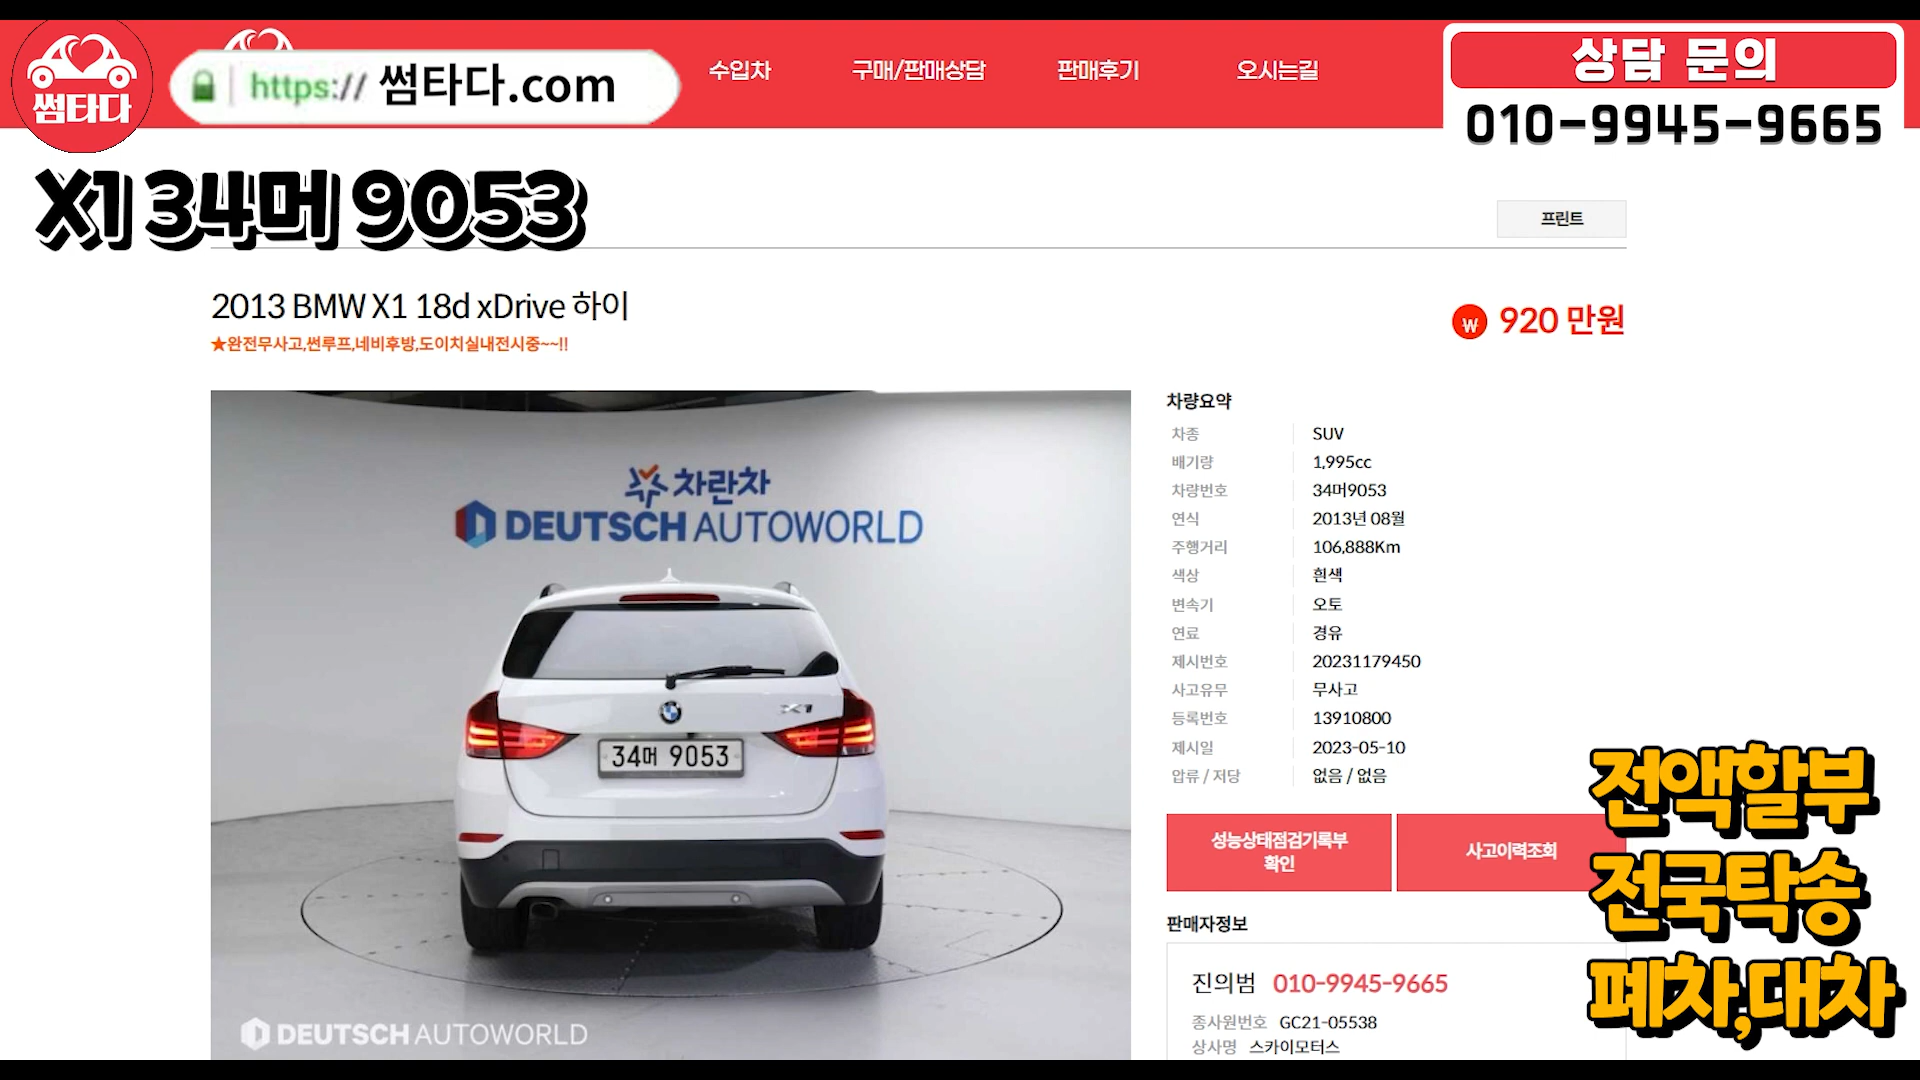 썸타다
https:// 썸타다.com
수입차
구매/판매상담
판매후기
오시는길
상담 문의
010-9945-9665
X1 34머 9053
프린트
2013 BMW X1 18d xDrive 하이
★완전무사고,썬루프,네비후방,도이치실내전시중~~!!
₩ 920 만원
차란차
DEUTSCH AUTOWORLD
X1
34머 9053
DEUTSCH AUTOWORLD
차량요약
차종 SUV
배기량 1,995cc
차량번호 34머9053
연식 2013년 08월
주행거리 106,888Km
색상 흰색
변속기 오토
연료 경유
제시번호 20231179450
사고유무 무사고
등록번호 13910800
제시일 2023-05-10
압류 / 저당 없음 / 없음
성능상태점검기록부
확인
사고이력조회
판매자정보
진의범 010-9945-9665
종사원번호 GC21-05538
상사명 스카이모터스
전액할부
전국탁송
폐차,대차